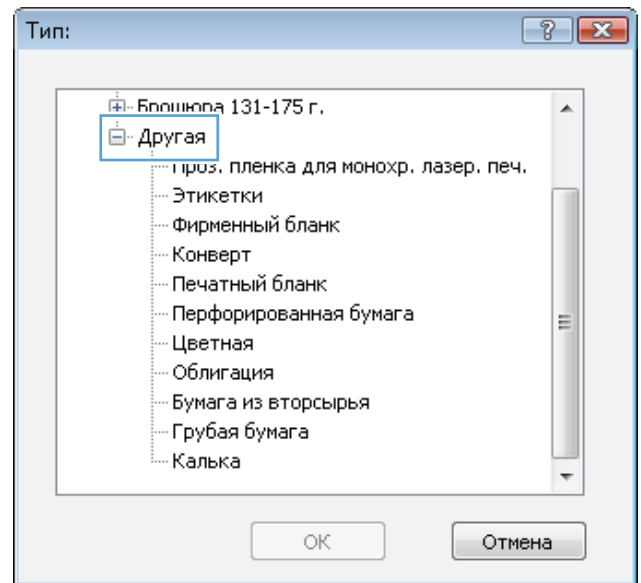 Тип:
Брошюра 131-175 г.
Другая
Проз. пленка для монохр. лазер. печ.
Этикетки
Фирменный бланк
Конверт
Печатный бланк
Перфорированная бумага
Цветная
Облигация
Бумага из вторсырья
Грубая бумага
Калька
OK
Отмена